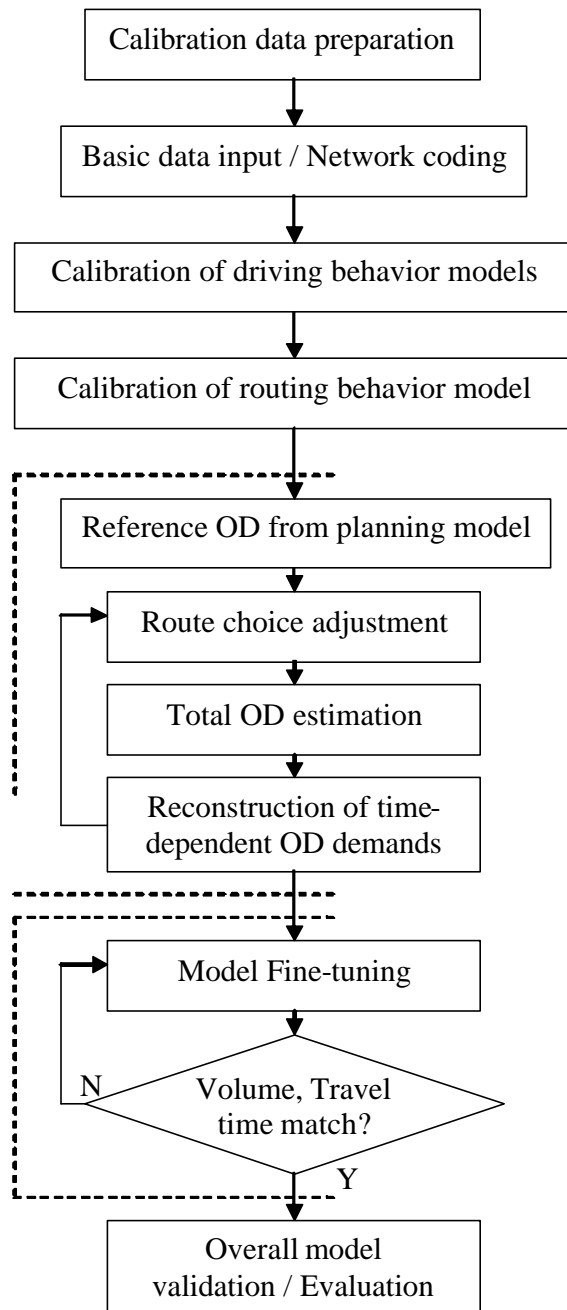 Calibration data preparation
Basic data input / Network coding
Calibration of driving behavior models
Calibration of routing behavior model
Reference OD from planning model
Route choice adjustment
Total OD estimation
Reconstruction of time-
dependent OD demands
Model Fine-tuning
N
Volume, Travel
time match?
Y
Overall model
validation / Evaluation